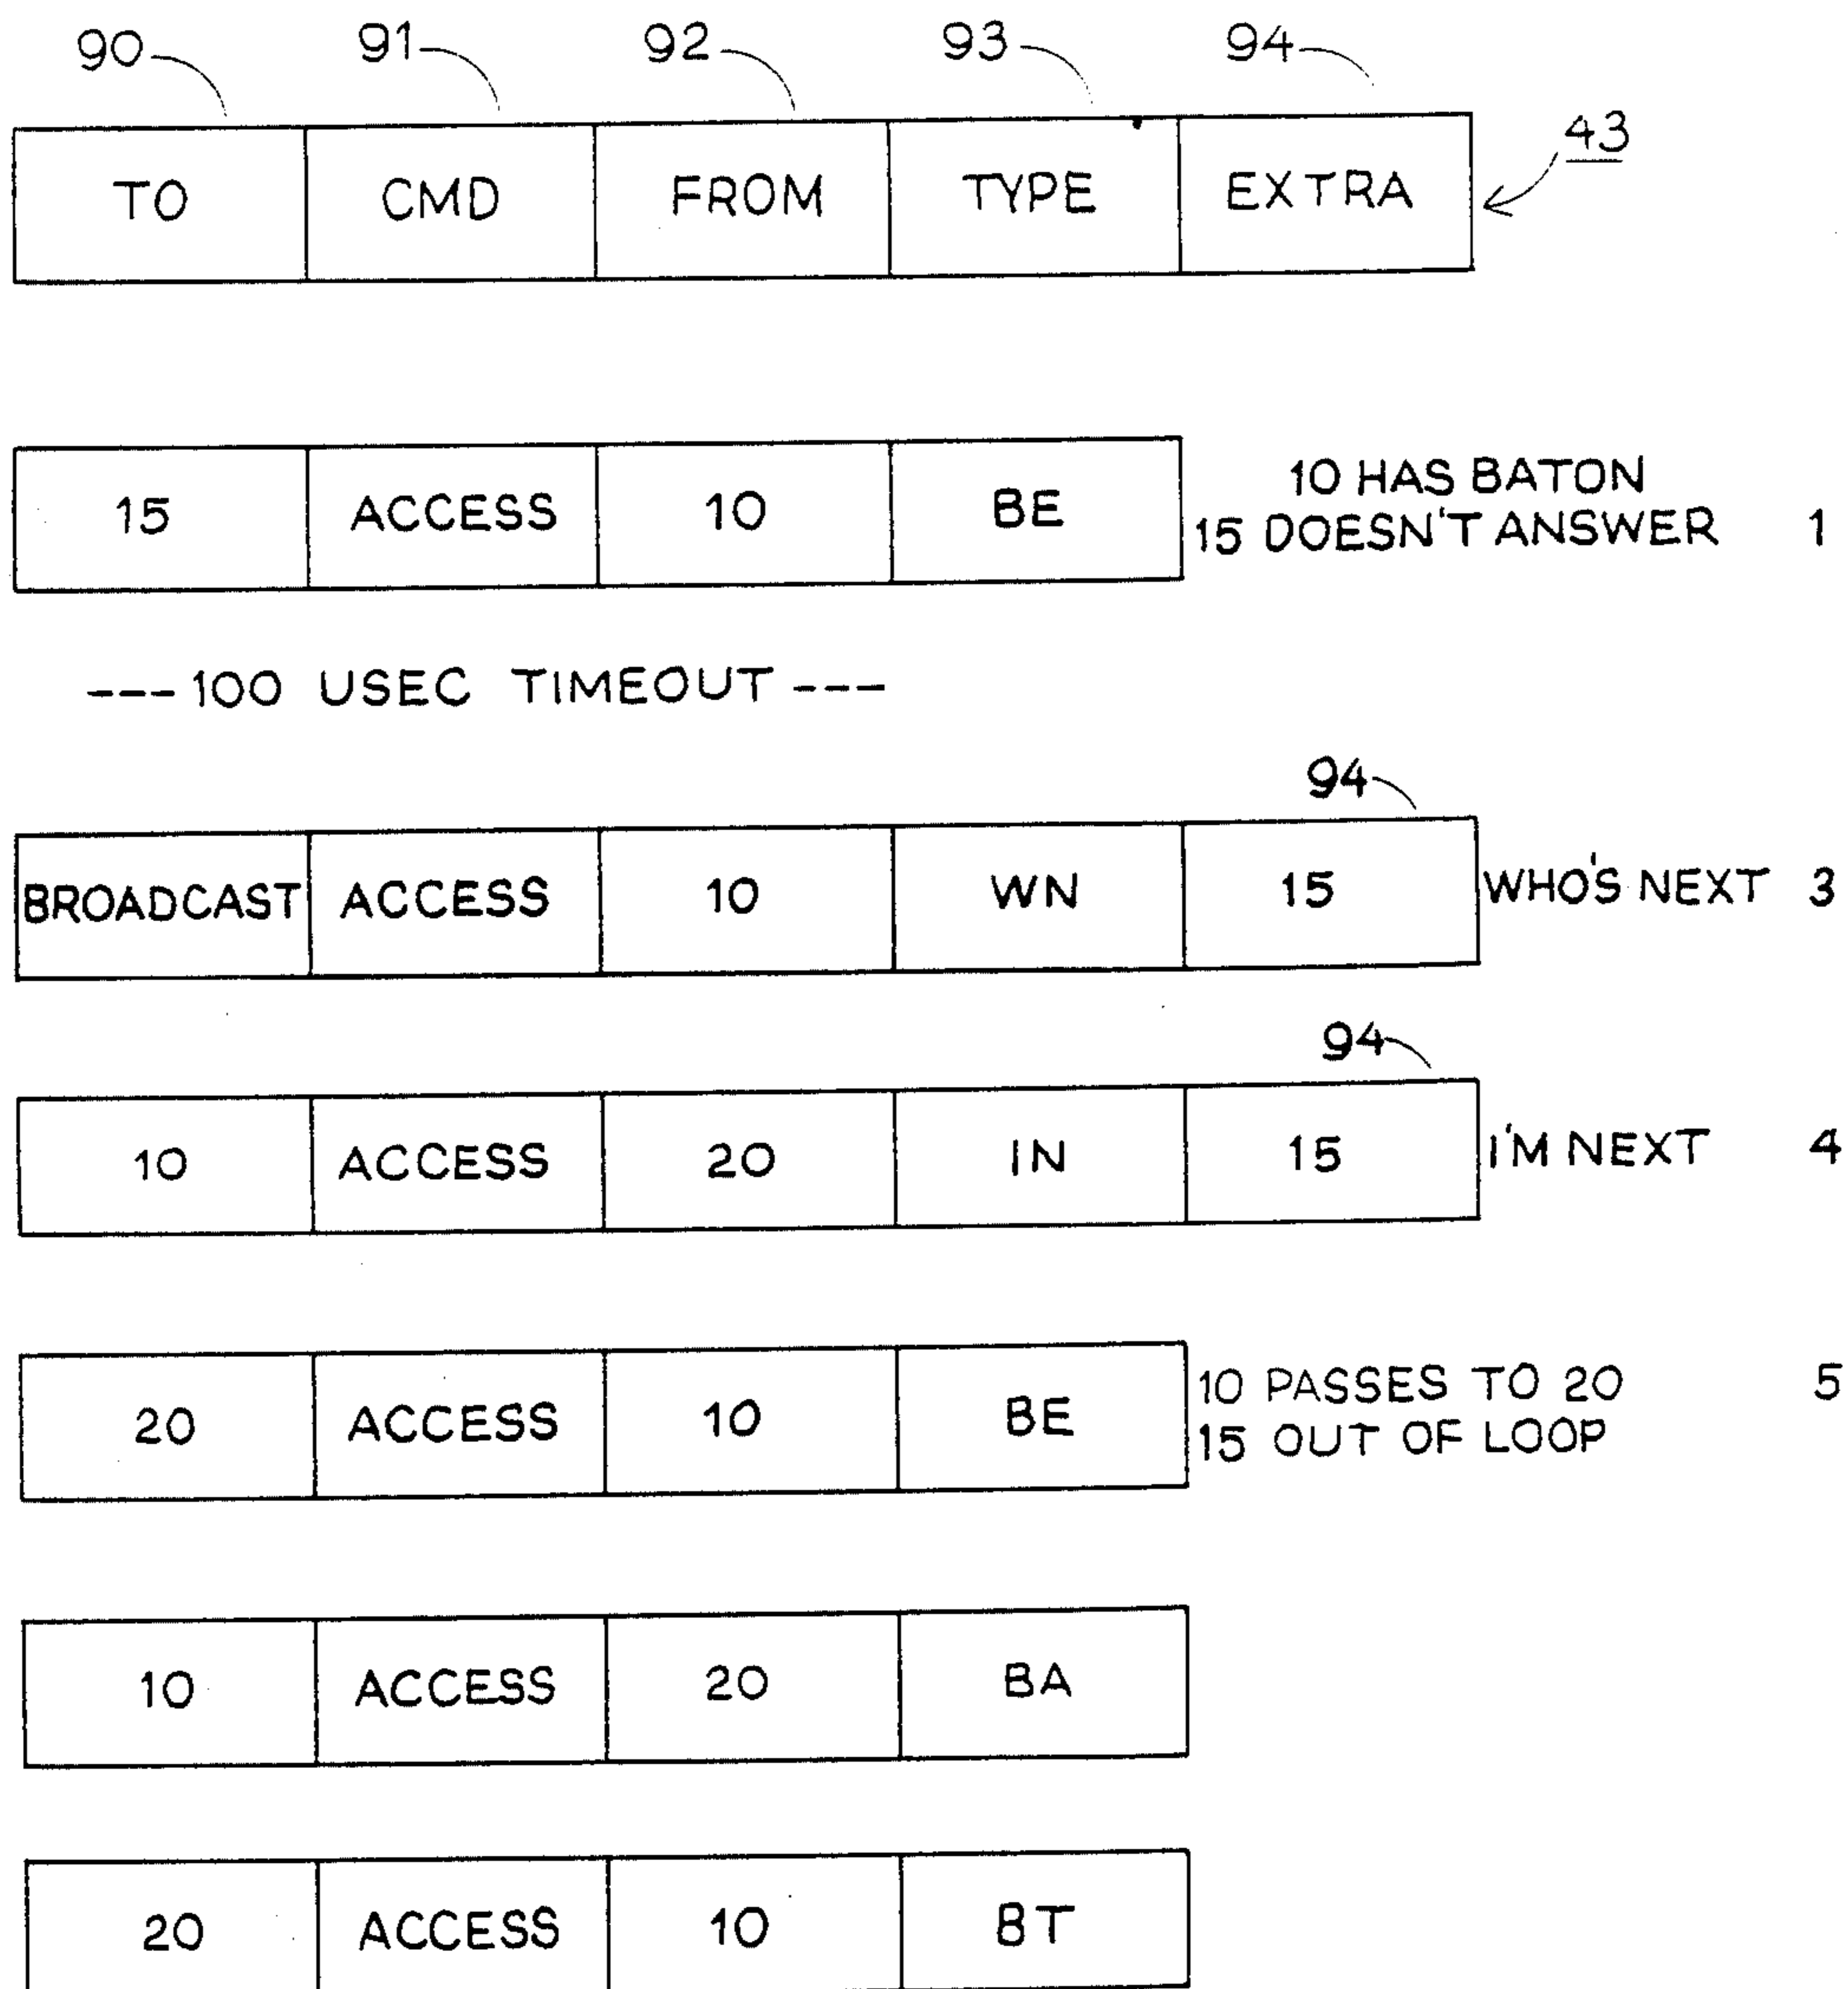 90 91 92 93 94
43
TO CMD FROM TYPE EXTRA
15 ACCESS 10 BE
10 HAS BATON
15 DOESN'T ANSWER 1
--- 100 USEC TIMEOUT ---
94
BROADCAST ACCESS 10 WN 15 WHO'S NEXT 3
94
10 ACCESS 20 IN 15 I'M NEXT 4
20 ACCESS 10 BE
10 PASSES TO 20 5
15 OUT OF LOOP
10 ACCESS 20 BA
20 ACCESS 10 BT